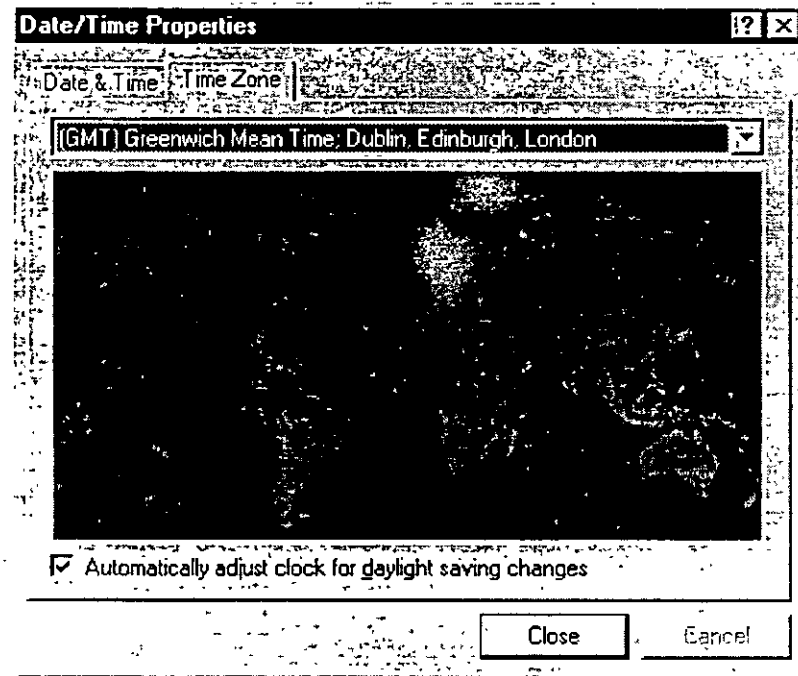 Date/Time Properties
Date & Time
Time Zone
(GMT) Greenwich Mean Time; Dublin, Edinburgh, London
Automatically adjust clock for daylight saving changes
Close
Cancel